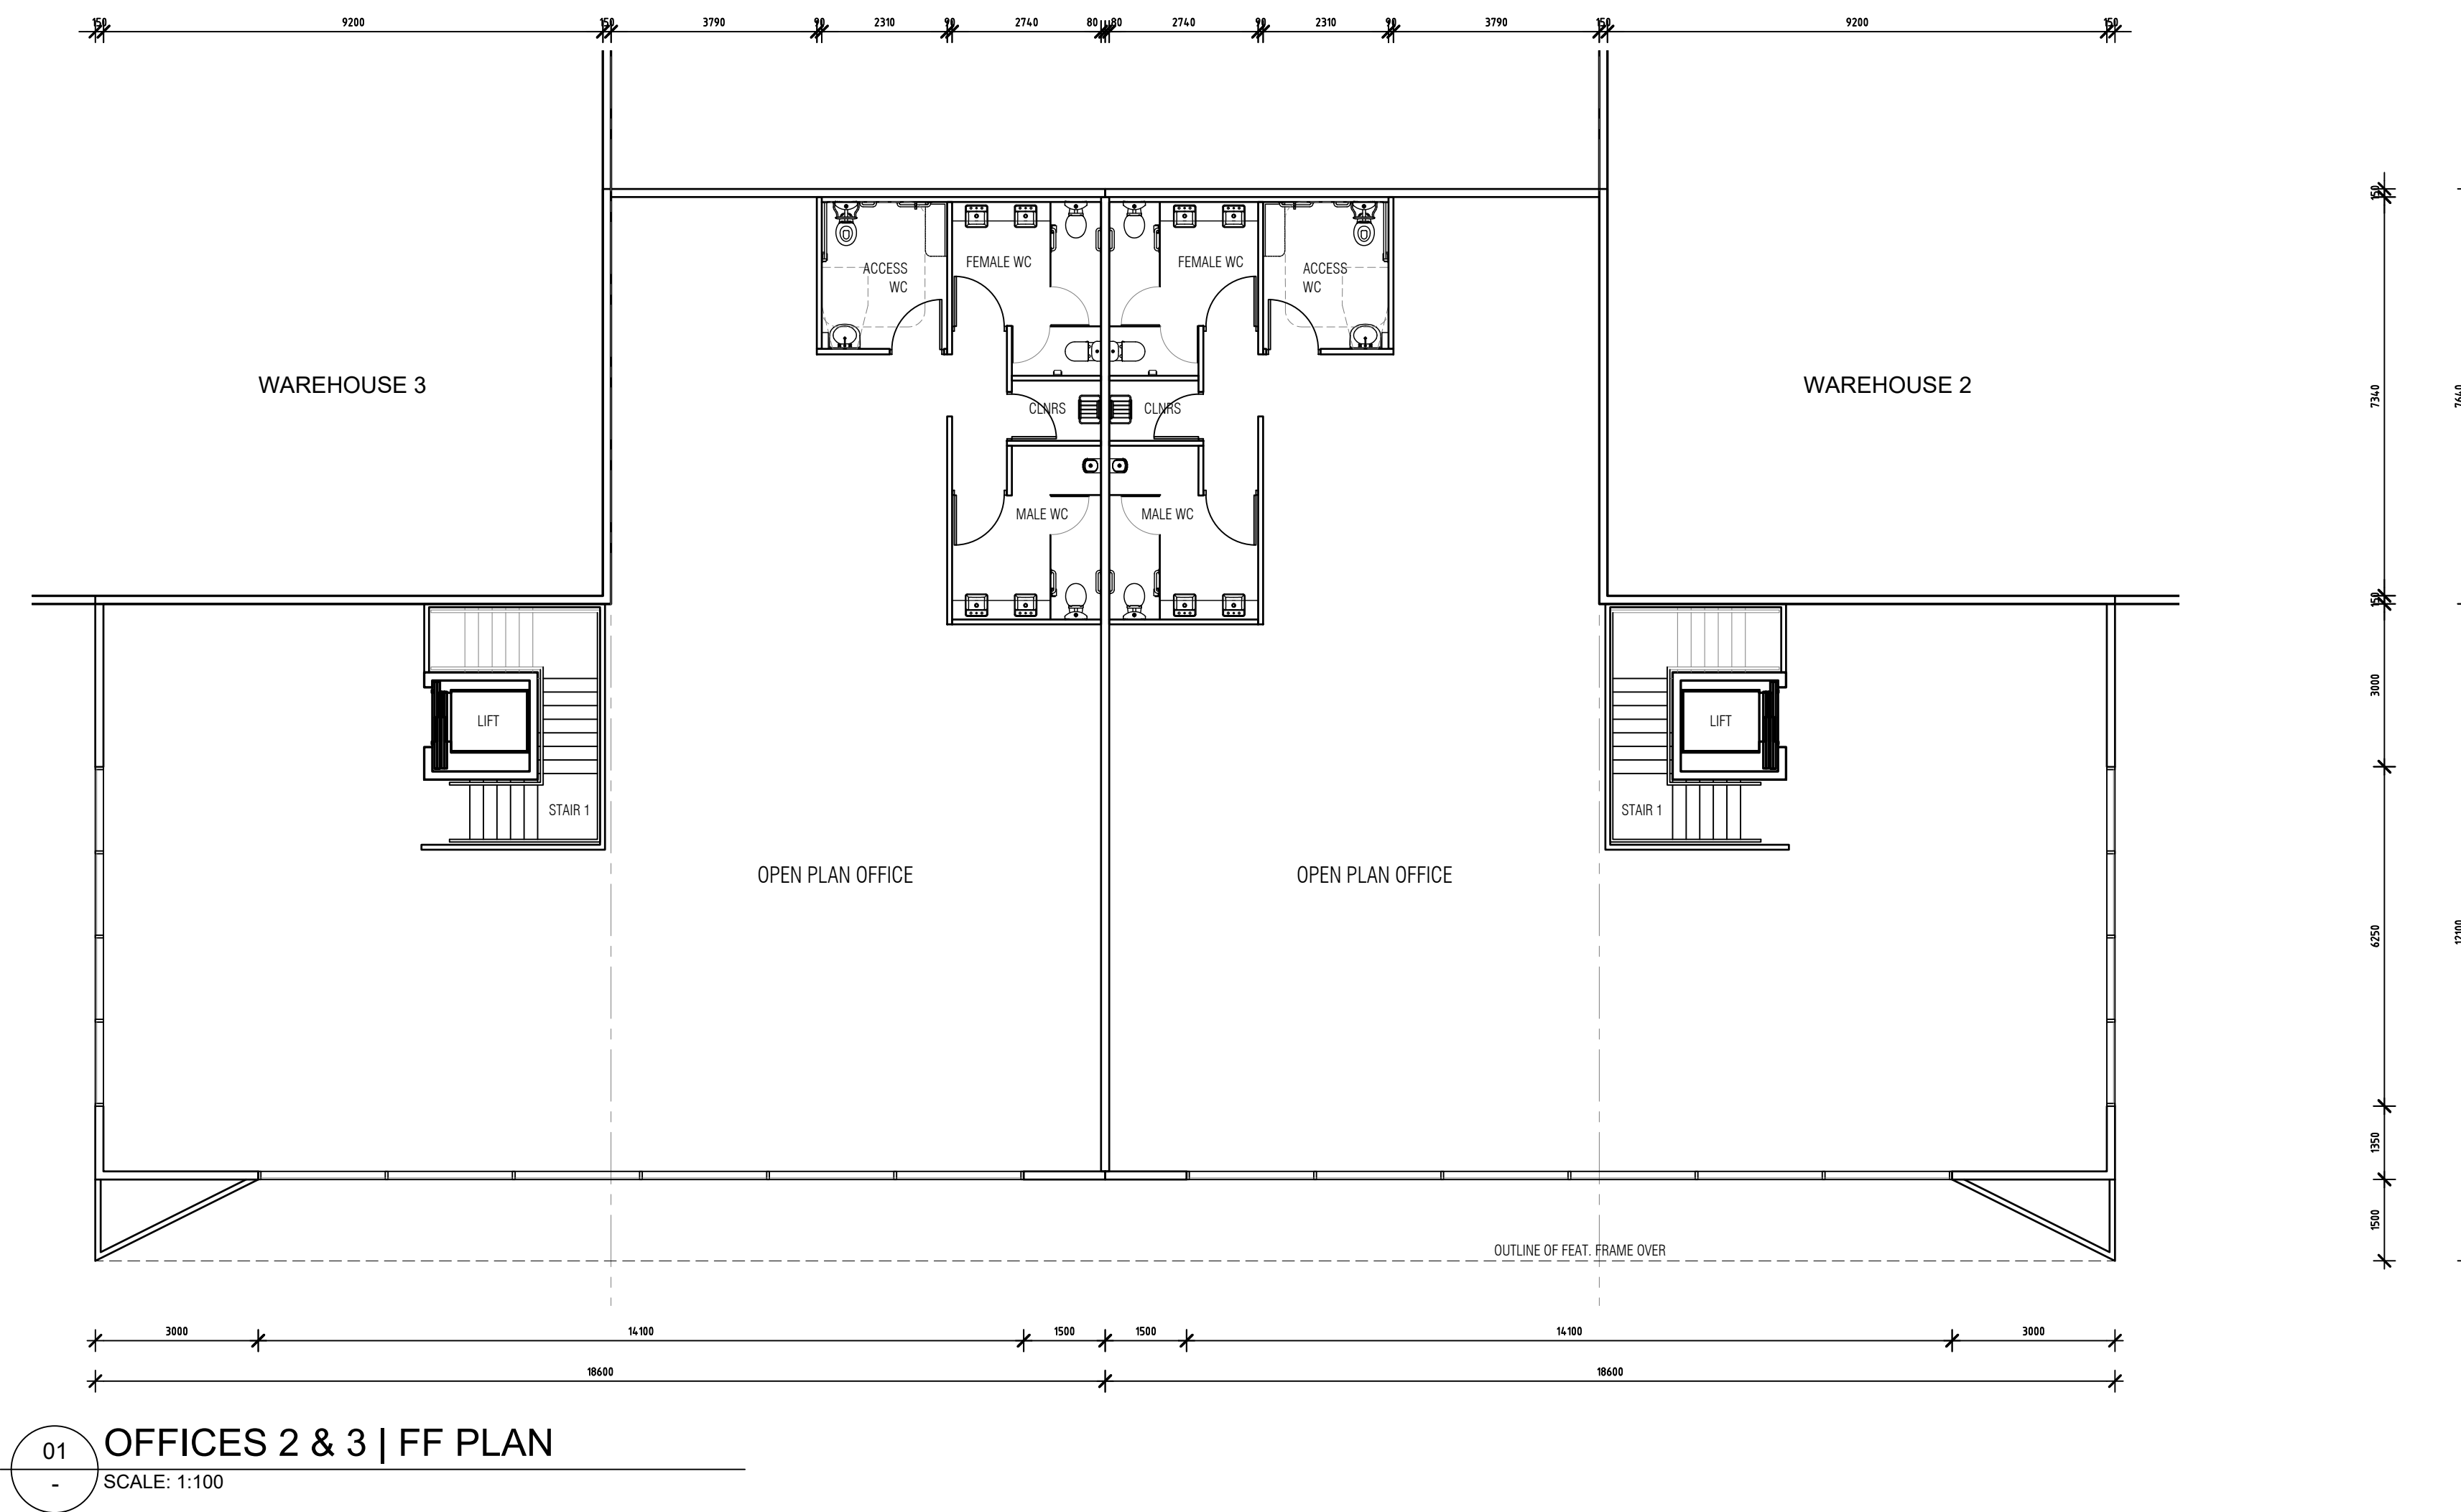 150 9200 150 3790 90 2310 90 2740 80 80 2740 90 2310 90 3790 150 9200 150
ACCESS
WC
FEMALE WC
FEMALE WC
ACCESS
WC
150
WAREHOUSE 3
CLNRS
CLNRS
WAREHOUSE 2
7340
7640
MALE WC
MALE WC
150
LIFT
LIFT
3000
STAIR 1
STAIR 1
OPEN PLAN OFFICE
OPEN PLAN OFFICE
6250
12100
1350
1500
OUTLINE OF FEAT. FRAME OVER
3000 14100 1500 1500 14100 3000
18600 18600
01
-
OFFICES 2 & 3 | FF PLAN
SCALE: 1:100